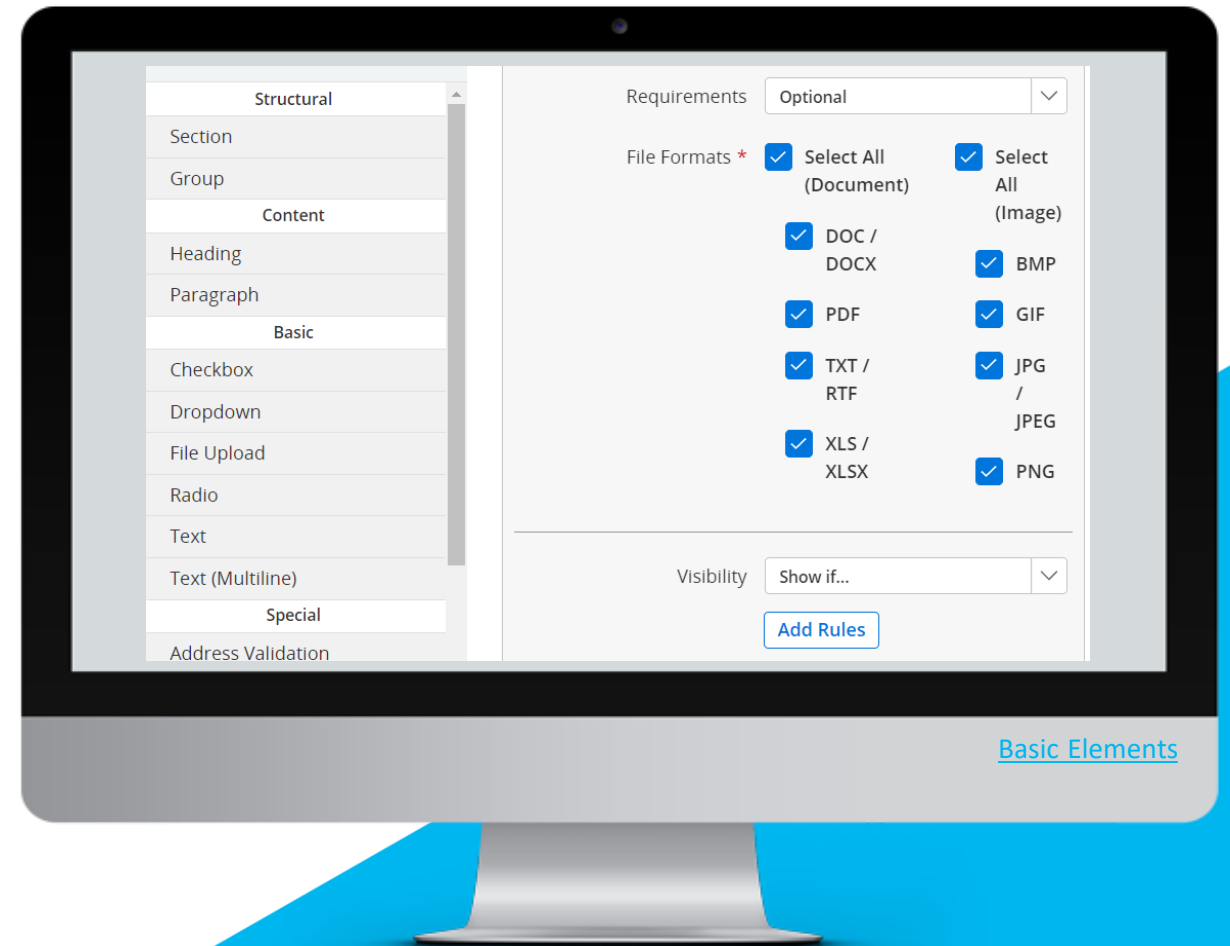 Structural
Section
Group
Content
Heading
Paragraph
Basic
Checkbox
Dropdown
File Upload
Radio
Text
Text (Multiline)
Special
Address Validation
Requirements
Optional
File Formats *
Select All
(Document)
DOC /
DOCX
PDF
TXT /
RTF
XLS /
XLSX
Select
All
(Image)
BMP
GIF
JPG
/
JPEG
PNG
Visibility
Show if...
Add Rules
Basic Elements